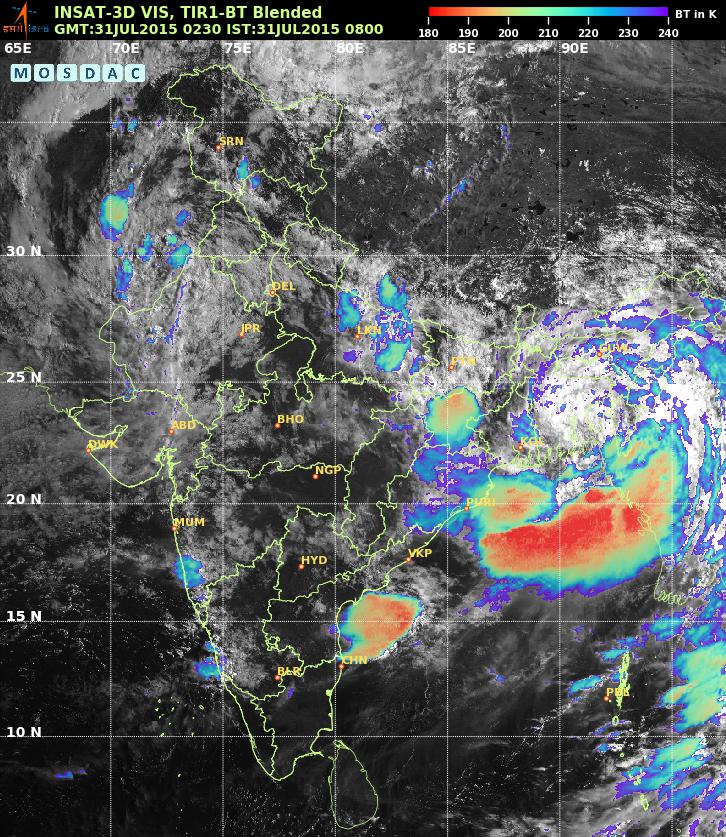 INSAT-3D VIS, TIR1-BT Blended
BT in K
GMT:31JUL2015 0230 IST:31JUL2015 0800
180 190 200 210 220 230 240
65E 70E 75E 80E 85E 90E
M O S D A C
SRN
30 N
DEL
JPR LKN
PTN
25 N
ABD BHO
DWK KOL
NGP
20 N PURI
MUM
VKP
HYD
15 N
CHN
BLR
PBL
10 N